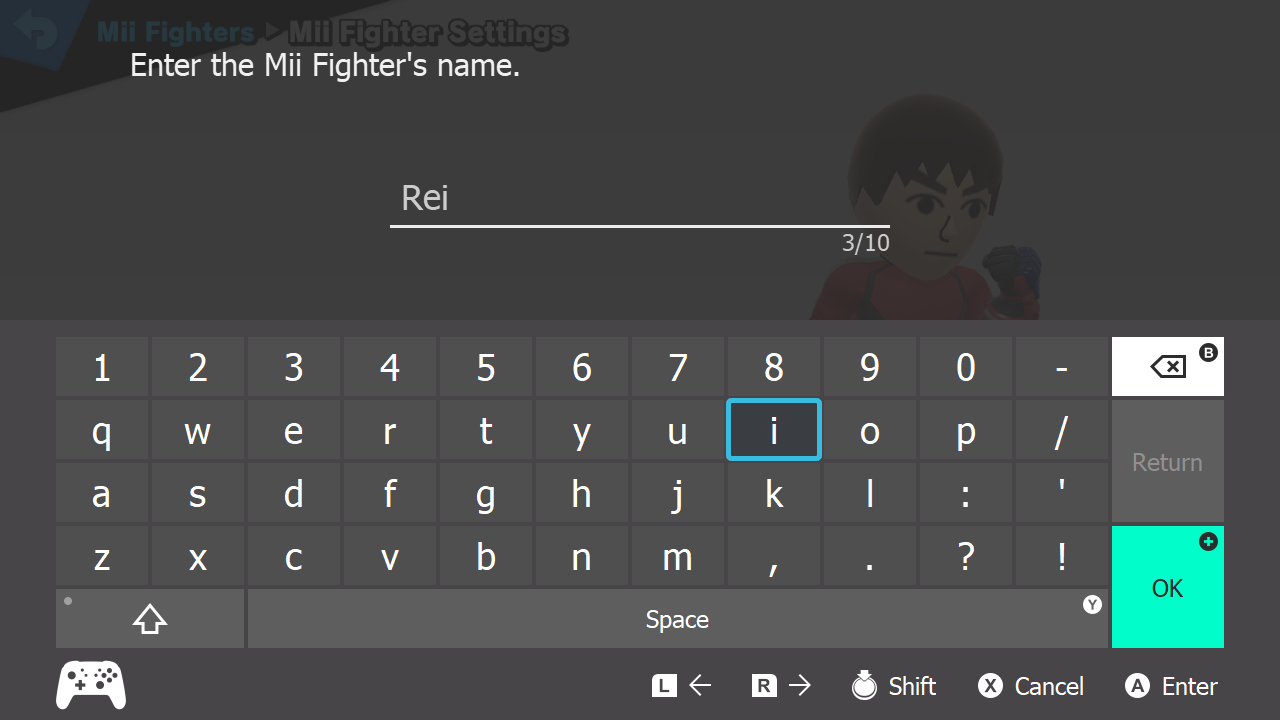 Mii Fighters ▶ Mii Fighter Settings
Enter the Mii Fighter's name.
Rei
3/10
1 2 3 4 5 6 7 8 9 0 - B
q w e r t y u i o p / Return
a s d f g h j k l : '
z x c v b n m , . ? ! + OK
Space Y
L ← R → Shift X Cancel A Enter